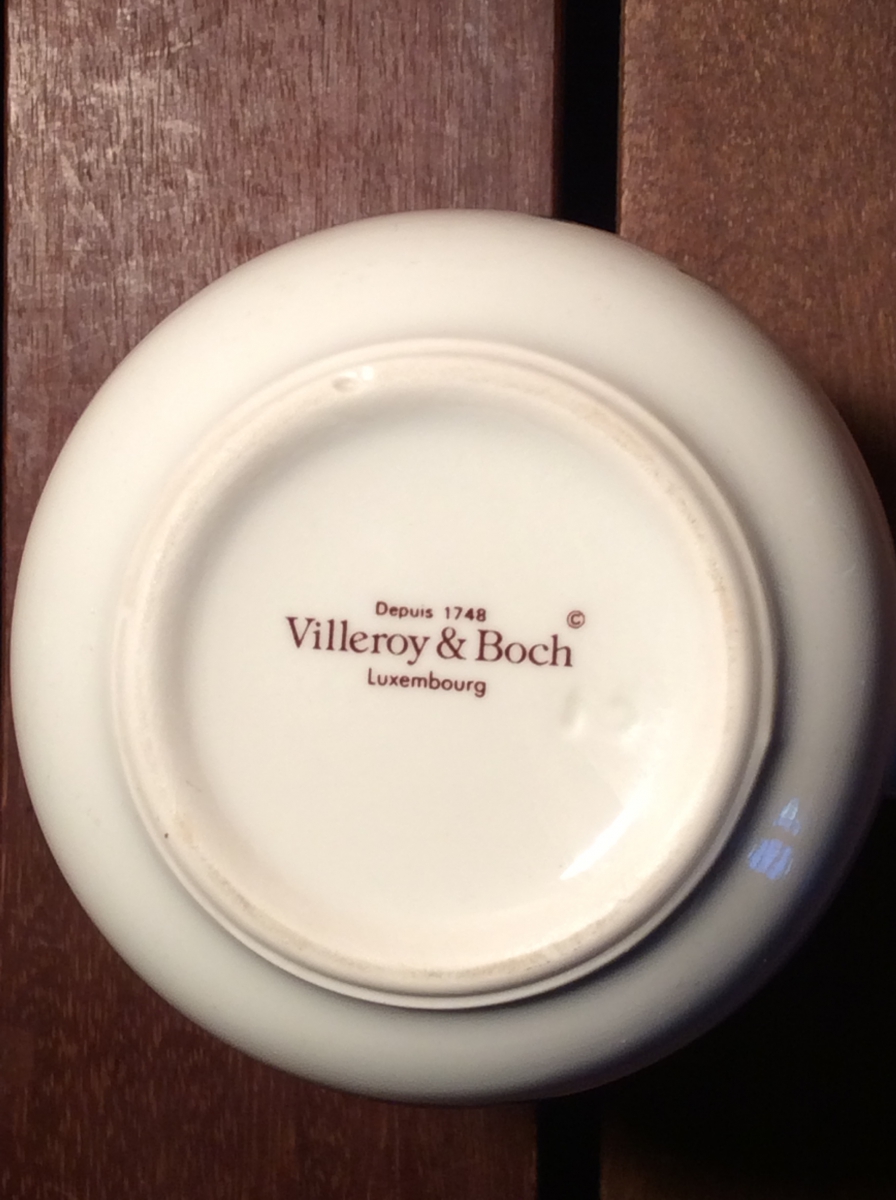 Depuis 1748
Villeroy & Boch ©
Luxembourg